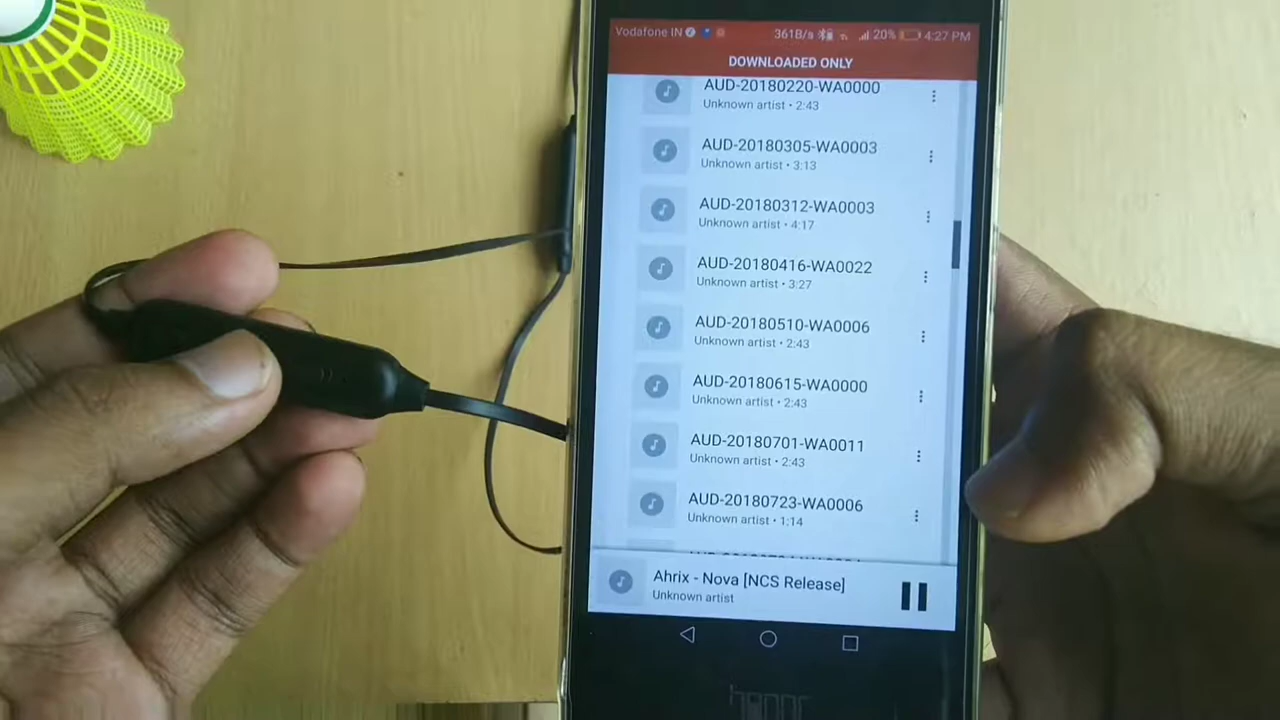 Vodafone IN 361B/s 20% 4:27 PM
DOWNLOADED ONLY
AUD-20180220-WA0000
Unknown artist • 2:43
AUD-20180305-WA0003
Unknown artist • 3:13
AUD-20180312-WA0003
Unknown artist • 4:17
AUD-20180416-WA0022
Unknown artist • 3:27
AUD-20180510-WA0006
Unknown artist • 2:43
AUD-20180615-WA0000
Unknown artist • 2:43
AUD-20180701-WA0011
Unknown artist • 2:43
AUD-20180723-WA0006
Unknown artist • 1:14
Ahrix - Nova [NCS Release]
Unknown artist
honor